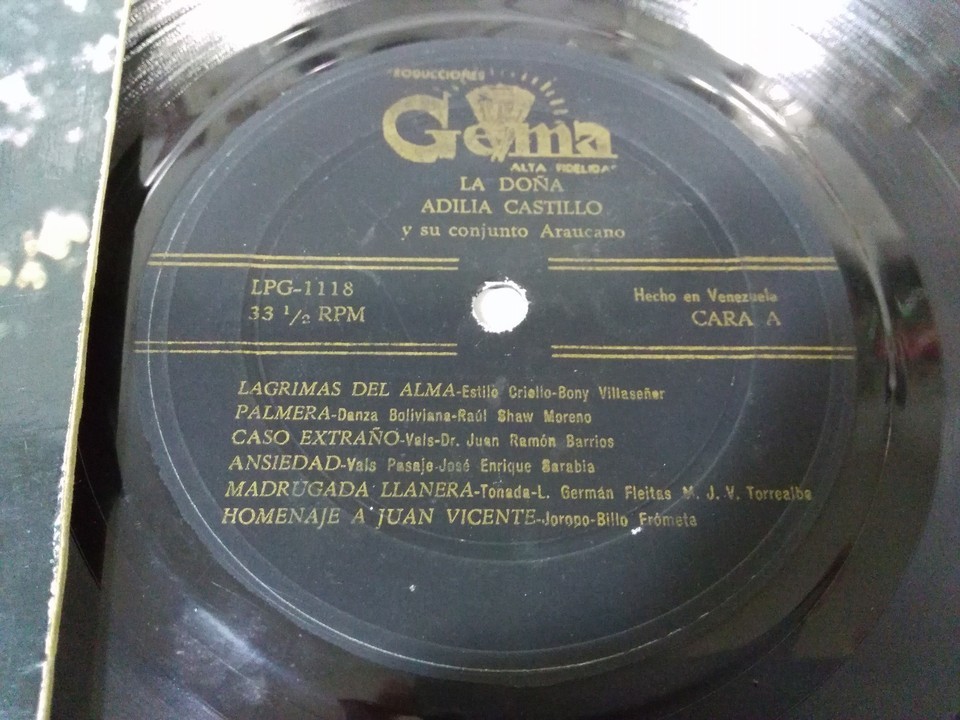 PRODUCCIONES
Gema
ALTA FIDELIDAD
LA DOÑA
ADILIA CASTILLO
y su conjunto Araucano
LPG-1118
33 1/2 RPM
Hecho en Venezuela
CARA A
LAGRIMAS DEL ALMA-Estilo Criollo-Bony Villaseñor
PALMERA-Danza Boliviana-Raúl Shaw Moreno
CASO EXTRAÑO-Vals-Dr. Juan Ramón Barrios
ANSIEDAD-Vals Pasaje-José Enrique Sarabia
MADRUGADA LLANERA-Tonada-L. Germán Fleitas M. J. V. Torrealba
HOMENAJE A JUAN VICENTE-Joropo-Billo Frómeta